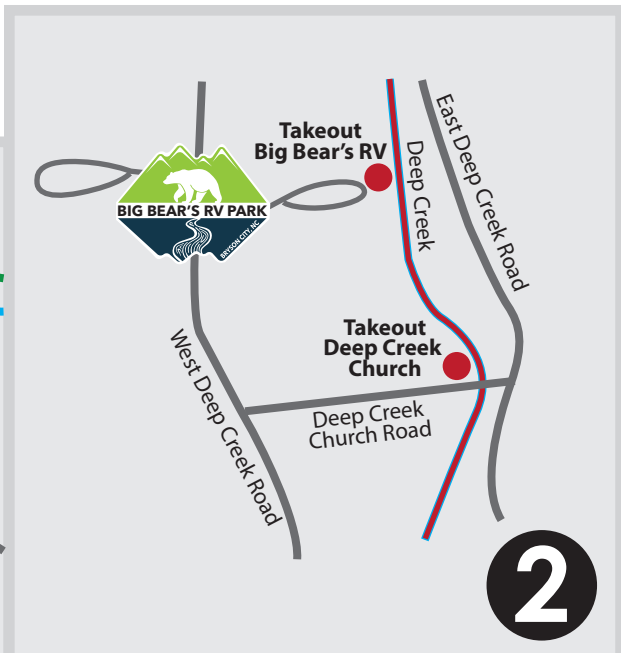 Takeout
Big Bear's RV
BIG BEAR'S RV PARK
BRYSON CITY, NC
Deep Creek
East Deep Creek Road
Takeout
Deep Creek
Church
West Deep Creek Road
Deep Creek
Church Road
2